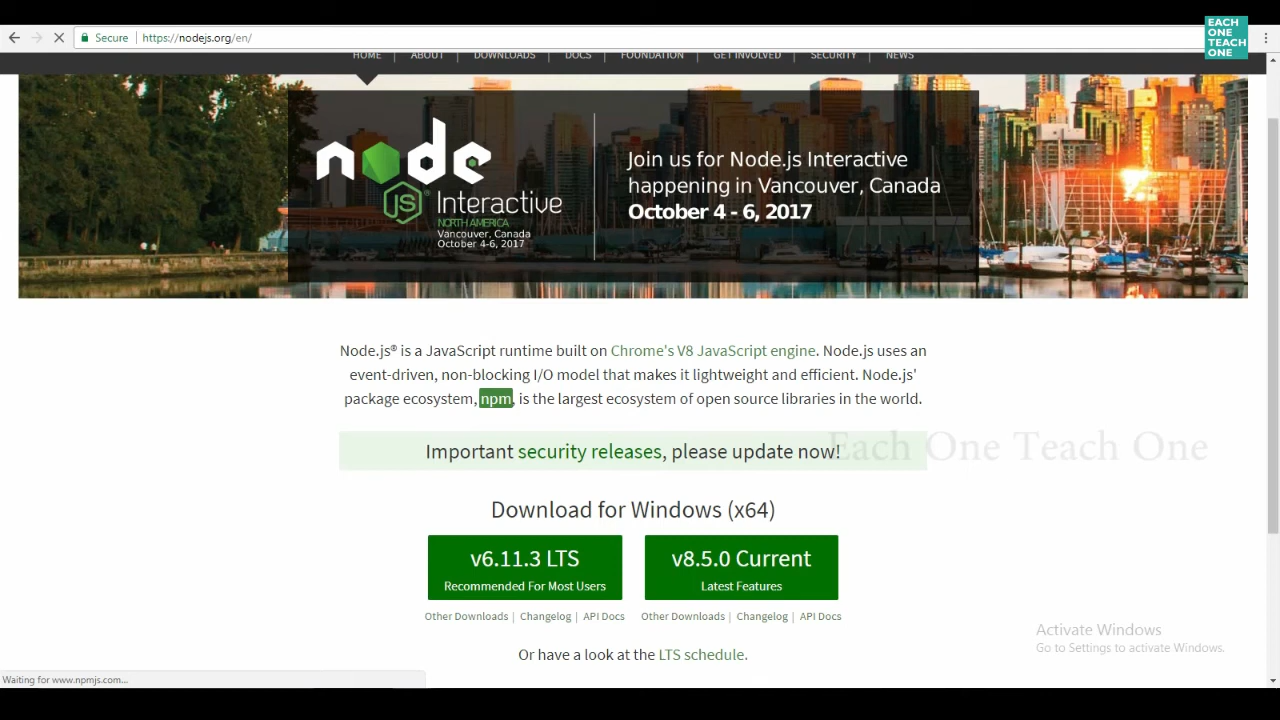 EACH
ONE
TEACH
ONE
Secure https://nodejs.org/en/
HOME | ABOUT | DOWNLOADS | DOCS | FOUNDATION | GET INVOLVED | SECURITY | NEWS
node
JS ® Interactive
NORTH AMERICA
Vancouver, Canada
October 4-6, 2017
Join us for Node.js Interactive
happening in Vancouver, Canada
October 4 - 6, 2017
Node.js® is a JavaScript runtime built on Chrome's V8 JavaScript engine. Node.js uses an
event-driven, non-blocking I/O model that makes it lightweight and efficient. Node.js'
package ecosystem, npm, is the largest ecosystem of open source libraries in the world.
Important security releases, please update now!
Each One Teach One
Download for Windows (x64)
v6.11.3 LTS
Recommended For Most Users
v8.5.0 Current
Latest Features
Other Downloads | Changelog | API Docs
Other Downloads | Changelog | API Docs
Or have a look at the LTS schedule.
Activate Windows
Go to Settings to activate Windows.
Waiting for www.npmjs.com...